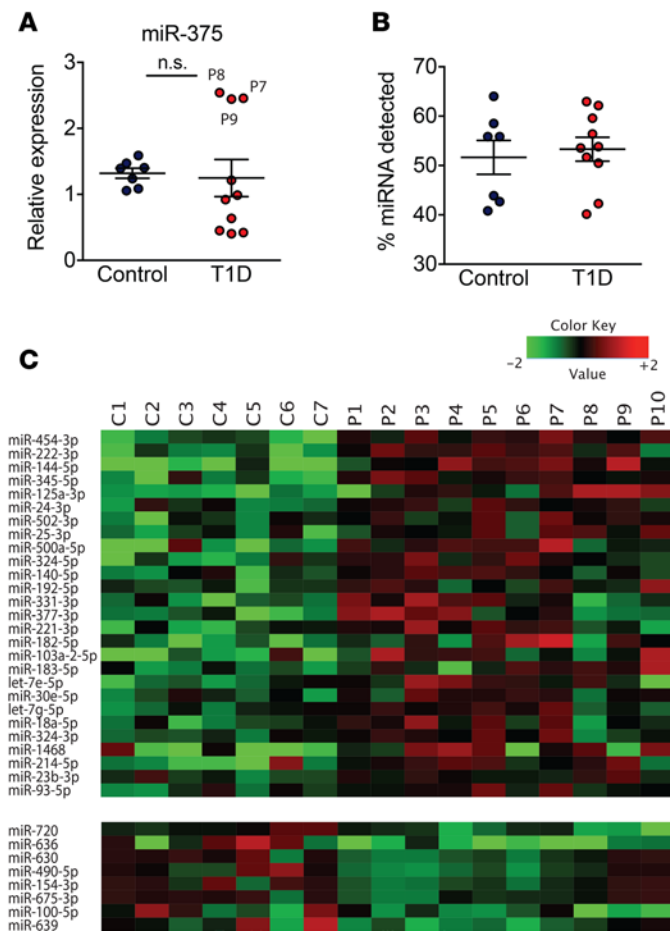 A
B
miR-375
n.s.
P8
P7
P9
Relative expression
3
2
1
0
Control
T1D
% miRNA detected
70
60
50
40
30
Control
T1D
Color Key
-2
+2
Value
C
C1 C2 C3 C4 C5 C6 C7 P1 P2 P3 P4 P5 P6 P7 P8 P9 P10
miR-454-3p
miR-222-3p
miR-144-5p
miR-345-5p
miR-125a-3p
miR-24-3p
miR-502-3p
miR-25-3p
miR-500a-5p
miR-324-5p
miR-140-5p
miR-192-5p
miR-331-3p
miR-377-3p
miR-221-3p
miR-182-5p
miR-103a-2-5p
miR-183-5p
let-7e-5p
miR-30e-5p
let-7g-5p
miR-18a-5p
miR-324-3p
miR-1468
miR-214-5p
miR-23b-3p
miR-93-5p
miR-720
miR-636
miR-630
miR-490-5p
miR-154-3p
miR-675-3p
miR-100-5p
miR-639